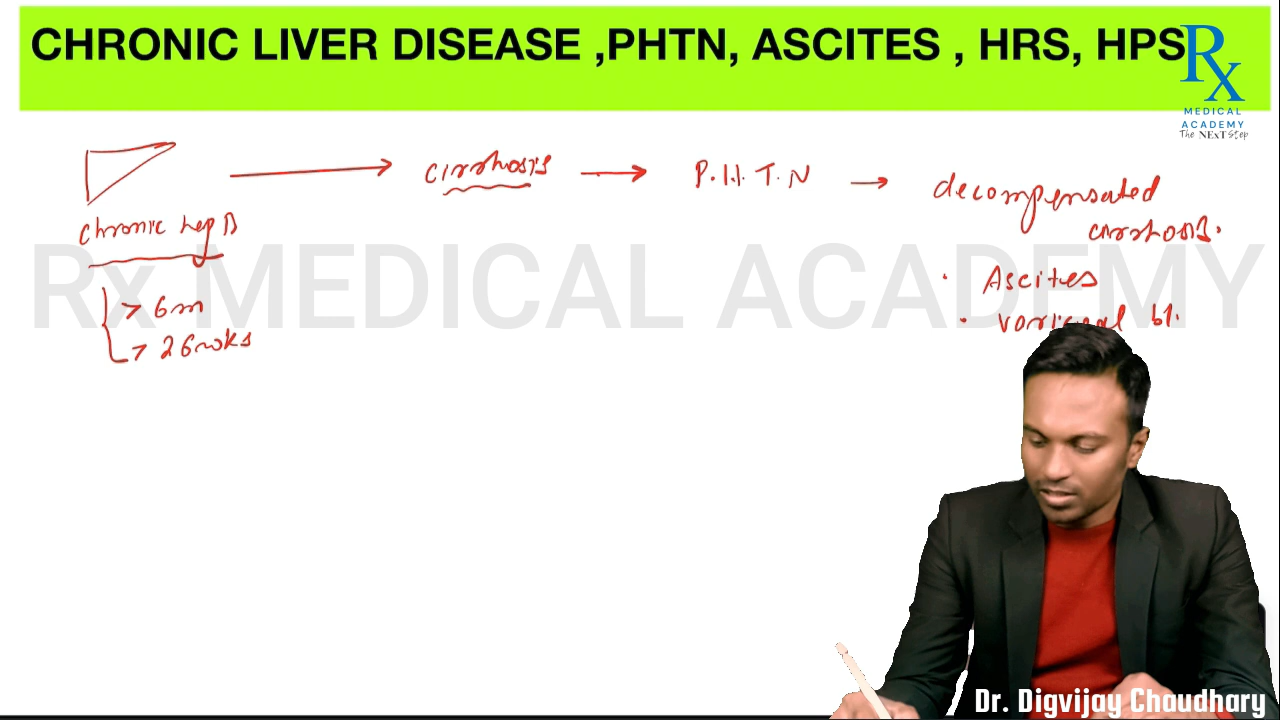 CHRONIC LIVER DISEASE ,PHTN, ASCITES , HRS, HPS
Rx
MEDICAL
ACADEMY
The NExT Step
cirrhosis
P.H.T.N
decompensated
cirrhosis.
chronic hep B
> 6m
> 26wks
• Ascites
• variceal bl.
Rx MEDICAL ACADEMY
Dr. Digvijay Chaudhary